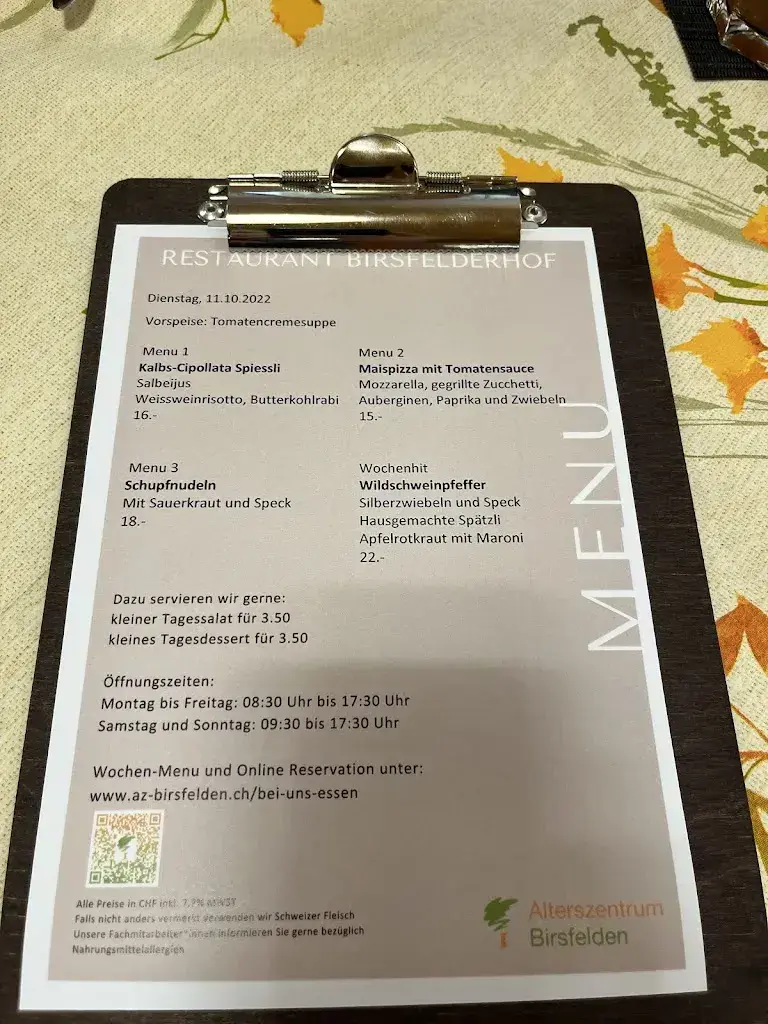 RESTAURANT BIRSFELDERHOF
Dienstag, 11.10.2022
Vorspeise: Tomatencremesuppe
Menu 1
Kalbs-Cipollata Spiessli
Salbeijus
Weissweinrisotto, Butterkohlrabi
16.-
Menu 2
Maispizza mit Tomatensauce
Mozzarella, gegrillte Zucchetti,
Auberginen, Paprika und Zwiebeln
15.-
Menu 3
Schupfnudeln
Mit Sauerkraut und Speck
18.-
Wochenhit
Wildschweinpfeffer
Silberzwiebeln und Speck
Hausgemachte Spätzli
Apfelrotkraut mit Maroni
22.-
MENU
Dazu servieren wir gerne:
kleiner Tagessalat für 3.50
kleines Tagesdessert für 3.50
Öffnungszeiten:
Montag bis Freitag: 08:30 Uhr bis 17:30 Uhr
Samstag und Sonntag: 09:30 bis 17:30 Uhr
Wochen-Menu und Online Reservation unter:
www.az-birsfelden.ch/bei-uns-essen
Alle Preise in CHF inkl. 7,7% MWST
Falls nicht anders vermerkt verwenden wir Schweizer Fleisch
Unsere Fachmitarbeiter*innen informieren Sie gerne bezüglich
Nahrungsmittelallergien
Alterszentrum
Birsfelden